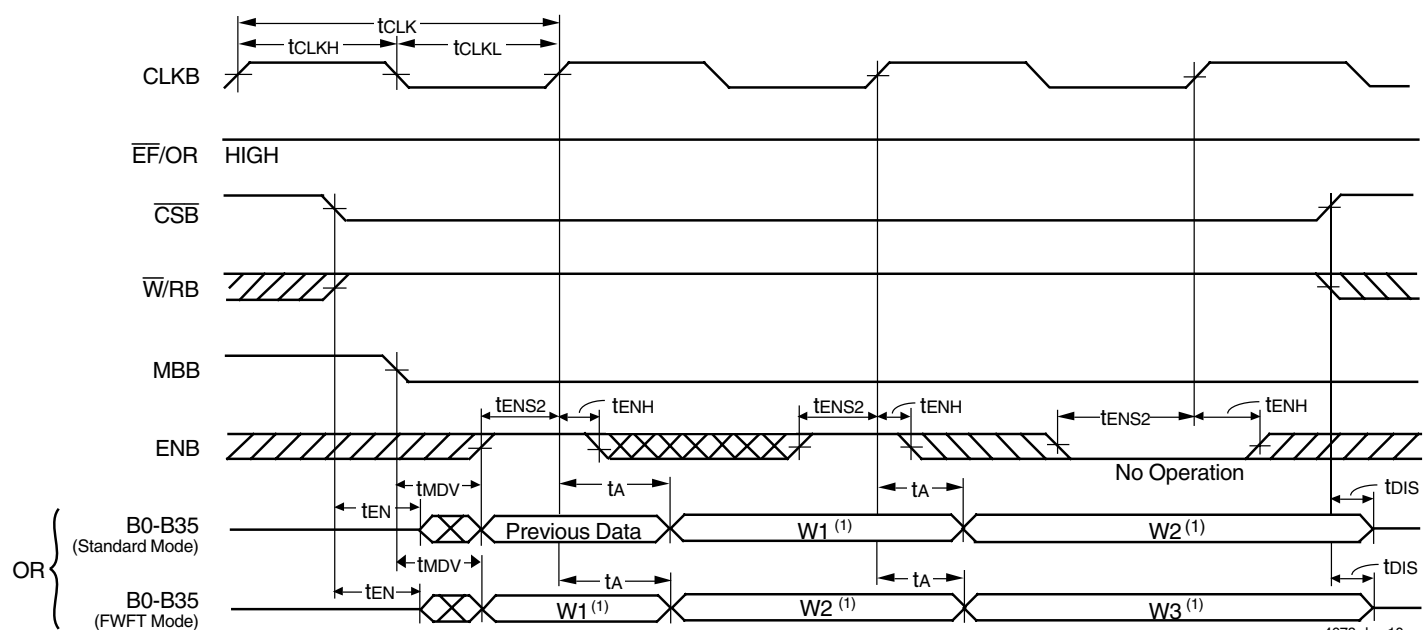 tCLK
tCLKH tCLKL
CLKB
EF/OR HIGH
CSB
W/RB
MBB
tENS2 tENH tENS2 tENH tENS2 tENH
ENB
No Operation
tMDV tA tA tDIS
tEN
B0-B35
(Standard Mode)
Previous Data W1 (1) W2 (1)
OR
tMDV tA tA tDIS
tEN
B0-B35
(FWFT Mode)
W1 (1) W2 (1) W3 (1)